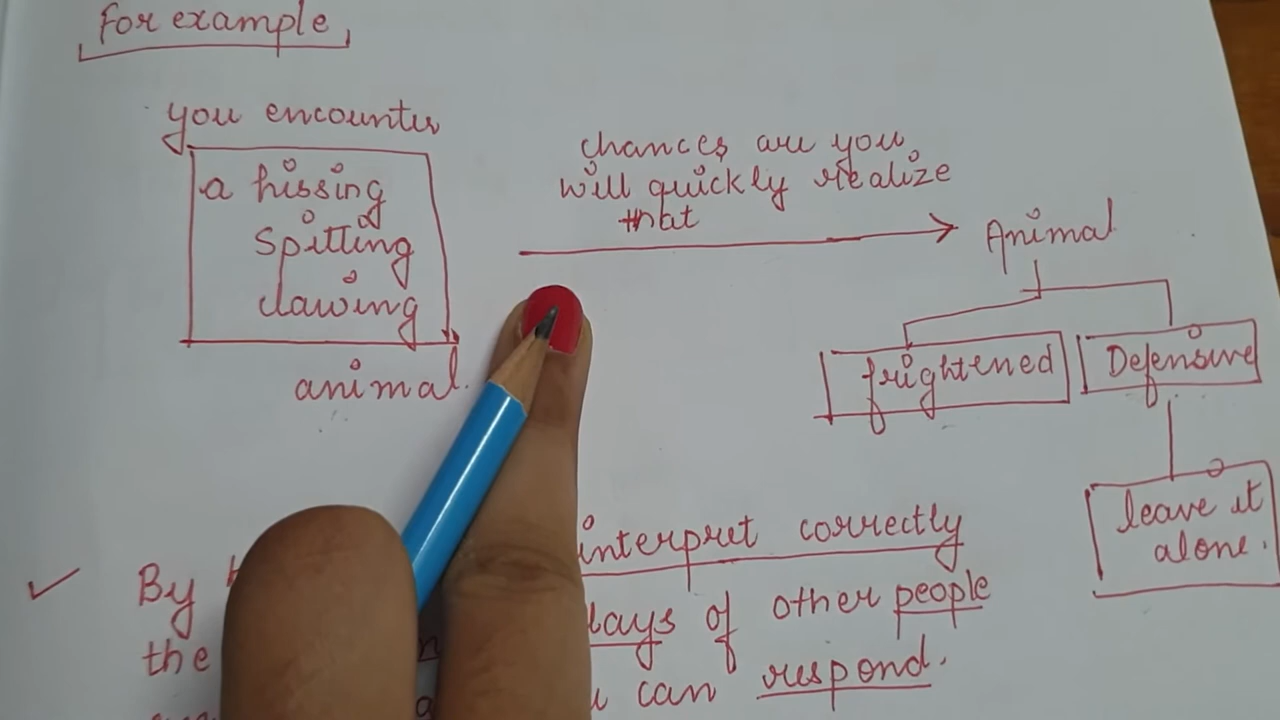 For example
you encounter
a hissing
spitting
clawing
animal.
chances are you
will quickly realize
that
Animal
frightened
Defensive
leave it
alone.
interpret correctly
By
lays of other people
the
can respond.